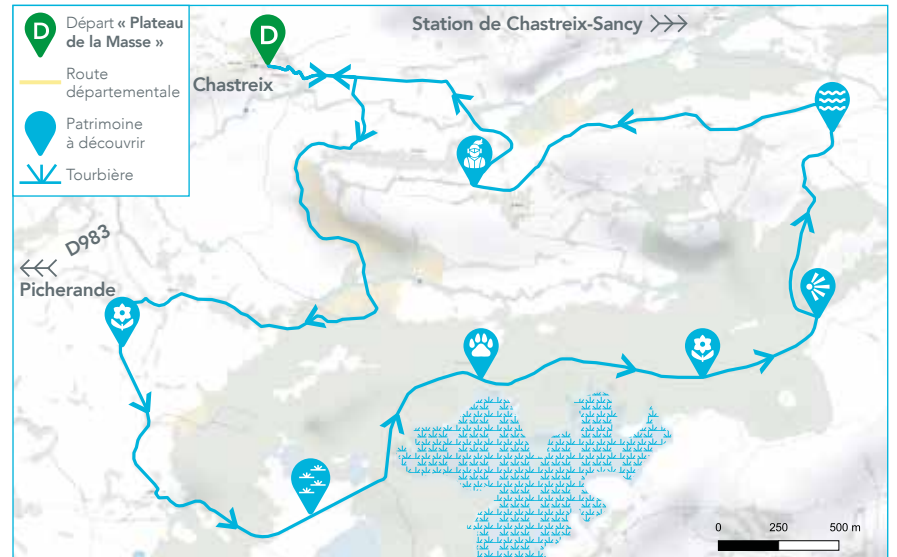 D
Départ « Plateau
de la Masse »
Route
départementale
Patrimoine
à découvrir
Tourbière
Station de Chastreix-Sancy
D
Chastreix
D983
Picherande
0 250 500 m